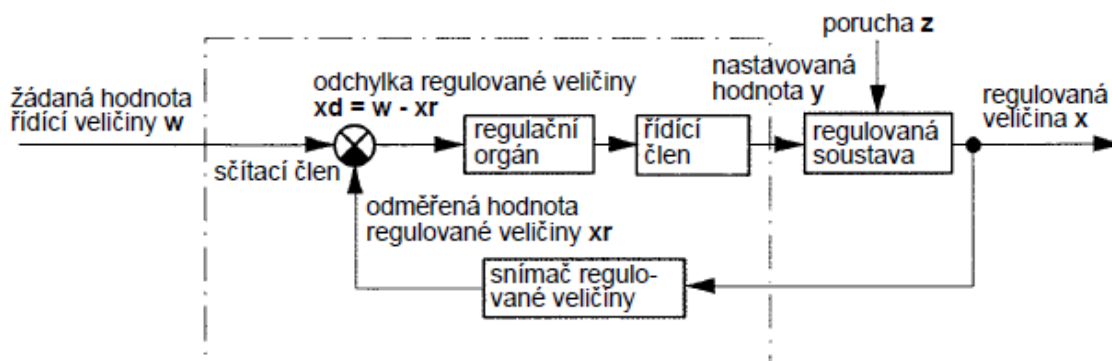 porucha z
odchylka regulované veličiny
xd = w - xr
nastavovaná
hodnota y
žádaná hodnota
řídící veličiny w
regulovaná
veličina x
regulační
orgán
řídící
člen
regulovaná
soustava
sčítací člen
odměřená hodnota
regulované veličiny xr
snímač regulo-
vané veličiny